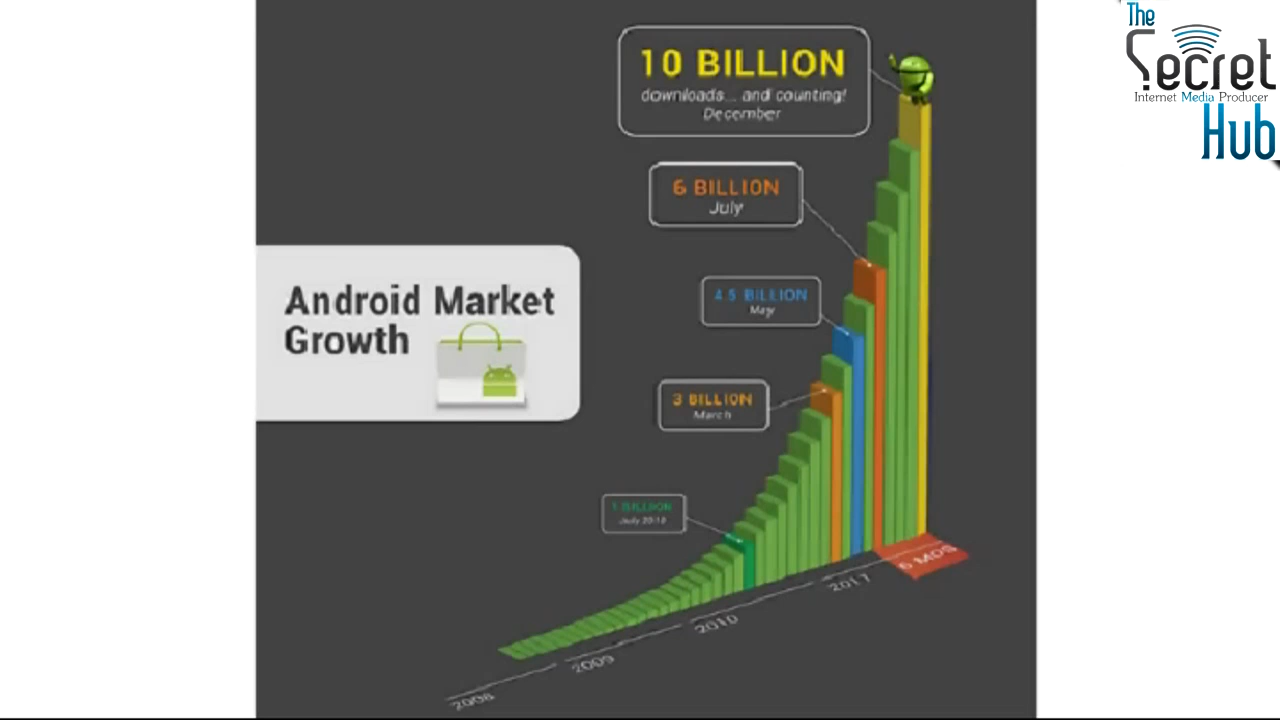 The
Secret
Internet Media Producer
Hub
10 BILLION
downloads... and counting!
December
6 BILLION
July
4.5 BILLION
May
Android Market
Growth
3 BILLION
March
1 BILLION
July 2010
6 MOS
2011
2010
2009
2008